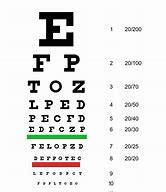 E 1 20/200
F P 2 20/100
T O Z 3 20/70
L P E D 4 20/50
P E C F D 5 20/40
E D F C Z P 6 20/30
F E L O P Z D 7 20/25
D E F P O T E C 8 20/20
L E F O D P C T 9
F D P L T C E O 10